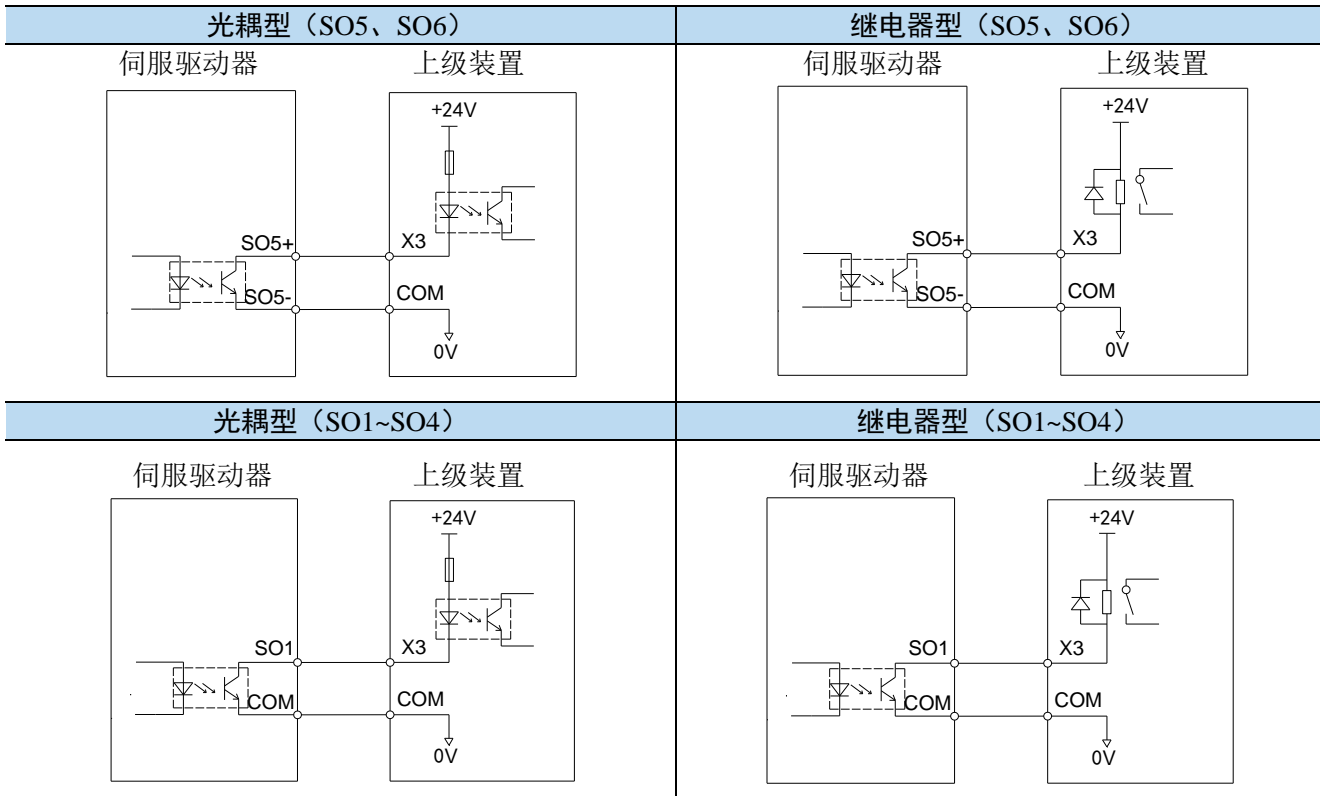 光耦型（SO5、SO6）
继电器型（SO5、SO6）
伺服驱动器
上级装置
伺服驱动器
上级装置
+24V
SO5+
X3
SO5-
COM
0V
+24V
SO5+
X3
SO5-
COM
0V
光耦型（SO1~SO4）
继电器型（SO1~SO4）
伺服驱动器
上级装置
伺服驱动器
上级装置
+24V
SO1
X3
COM
COM
0V
+24V
SO1
X3
COM
COM
0V